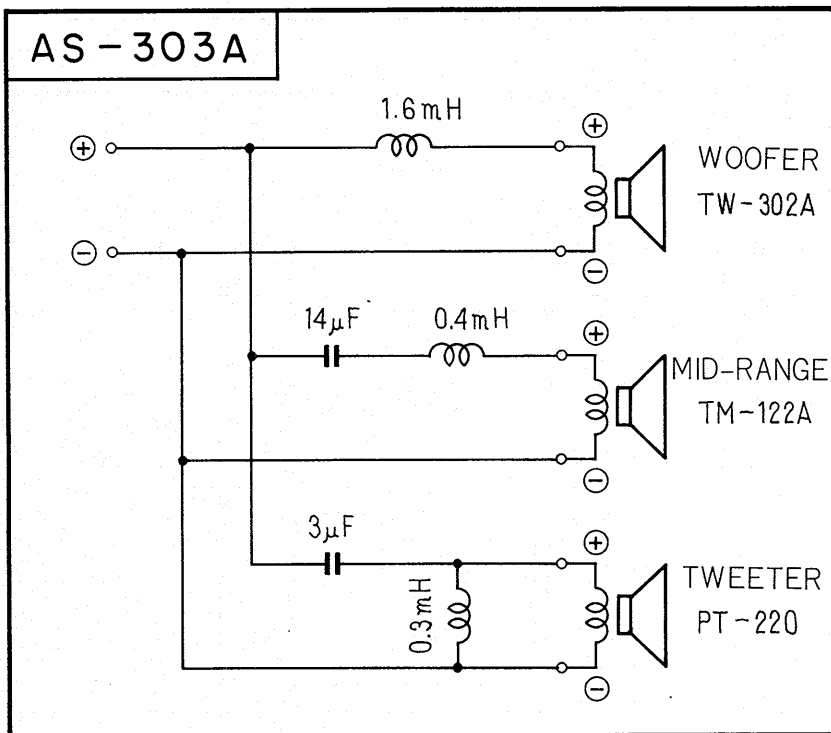 AS-303A
1.6mH
⊕
⊕
WOOFER
TW-302A
⊖
⊖
14μF
0.4mH
⊕
MID-RANGE
TM-122A
⊖
3μF
⊕
0.3mH
TWEETER
PT-220
⊖